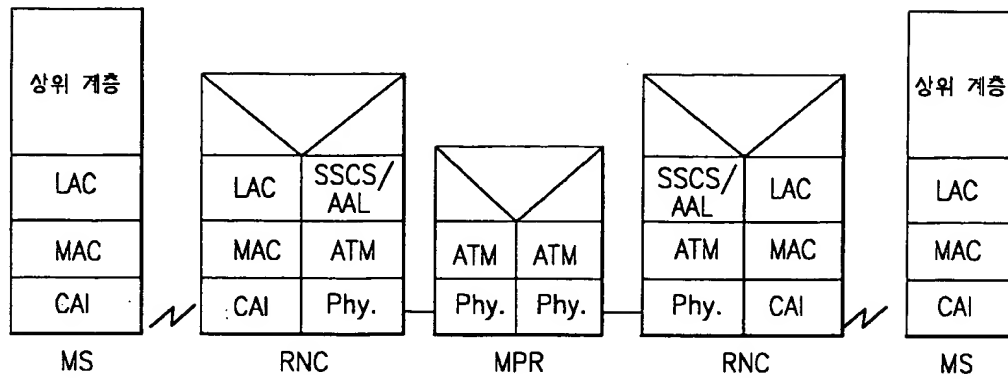 상위 계층
LAC
MAC
CAI
MS
LAC
SSCS/
AAL
MAC
ATM
CAI
Phy.
RNC
ATM
ATM
Phy.
Phy.
MPR
SSCS/
AAL
LAC
ATM
MAC
Phy.
CAI
RNC
상위 계층
LAC
MAC
CAI
MS